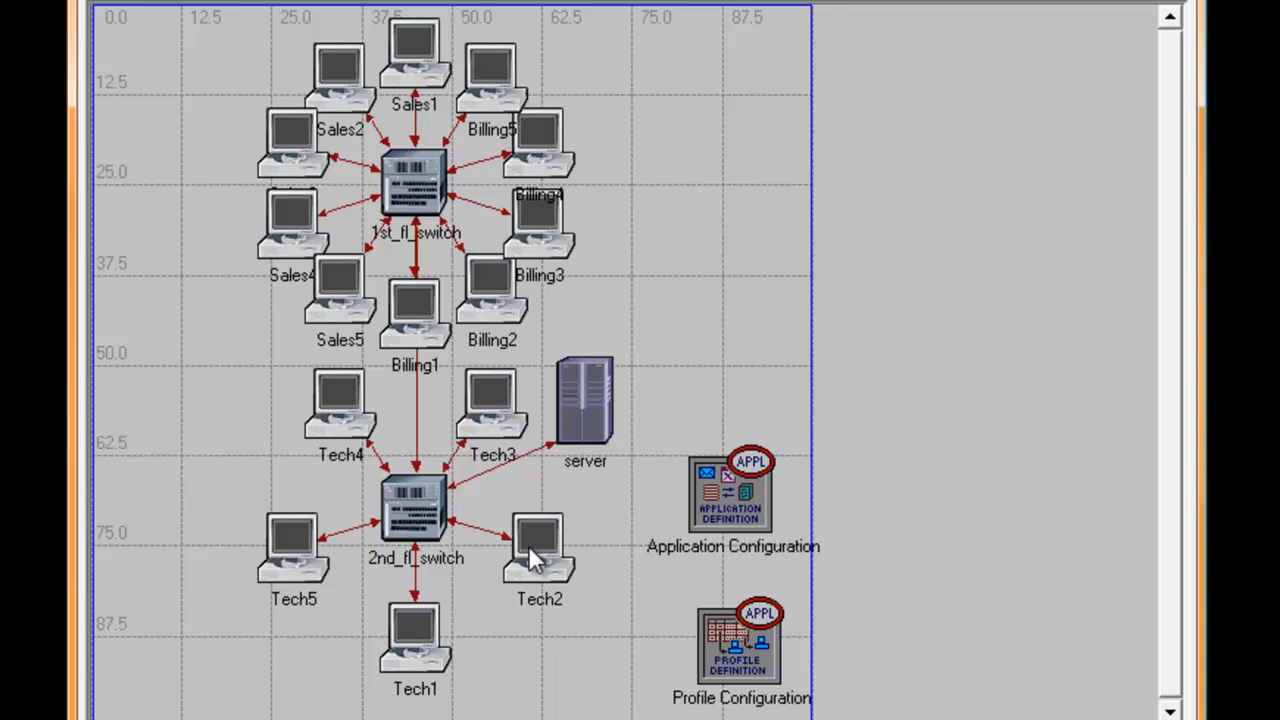 0.0 12.5 25.0 37.5 50.0 62.5 75.0 87.5
12.5
Sales1
Sales2
Billing5
25.0
Billing4
1st_fl_switch
37.5
Sales4
Billing3
Sales5
Billing2
50.0
Billing1
62.5
Tech4
Tech3
server
APPL
APPLICATION
DEFINITION
75.0
Application Configuration
2nd_fl_switch
Tech5
Tech2
87.5
APPL
PROFILE
DEFINITION
Tech1
Profile Configuration